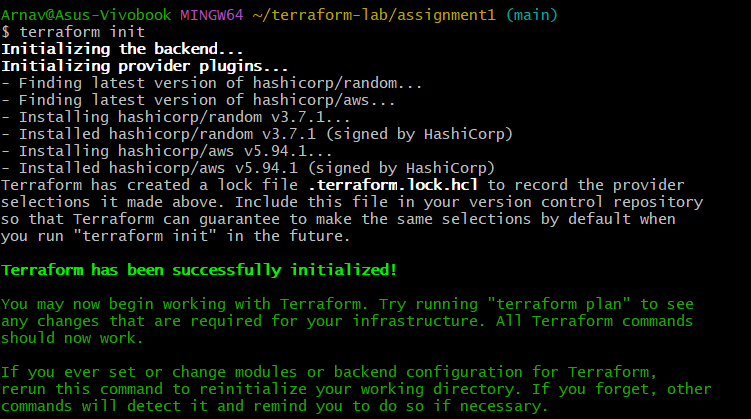 Arnav@Asus-Vivobook MINGW64 ~/terraform-lab/assignment1 (main)
$ terraform init
Initializing the backend...
Initializing provider plugins...
- Finding latest version of hashicorp/random...
- Finding latest version of hashicorp/aws...
- Installing hashicorp/random v3.7.1...
- Installed hashicorp/random v3.7.1 (signed by HashiCorp)
- Installing hashicorp/aws v5.94.1...
- Installed hashicorp/aws v5.94.1 (signed by HashiCorp)
Terraform has created a lock file .terraform.lock.hcl to record the provider
selections it made above. Include this file in your version control repository
so that Terraform can guarantee to make the same selections by default when
you run "terraform init" in the future.
Terraform has been successfully initialized!
You may now begin working with Terraform. Try running "terraform plan" to see
any changes that are required for your infrastructure. All Terraform commands
should now work.
If you ever set or change modules or backend configuration for Terraform,
rerun this command to reinitialize your working directory. If you forget, other
commands will detect it and remind you to do so if necessary.